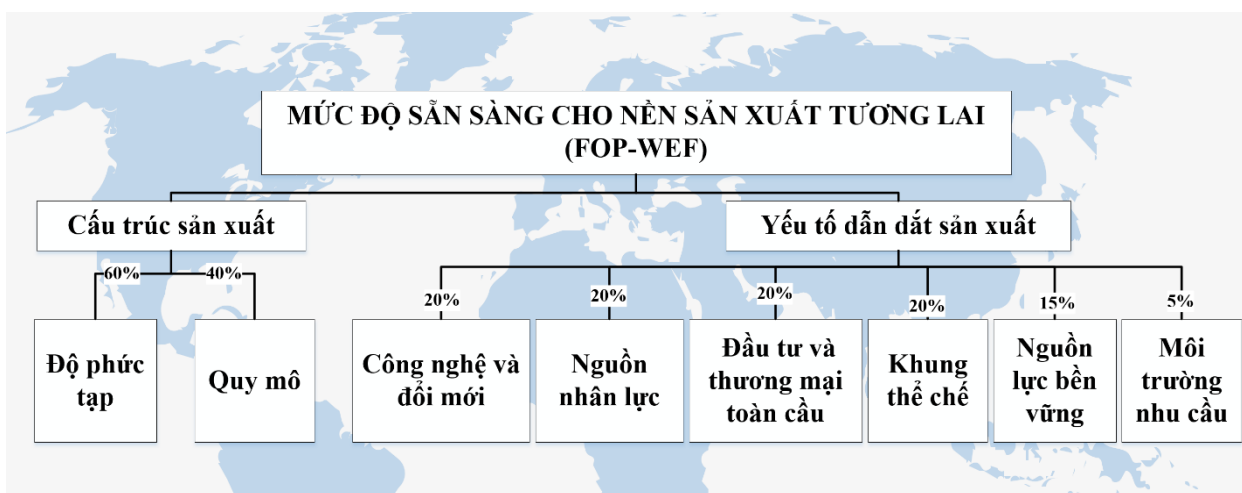 MỨC ĐỘ SẴN SÀNG CHO NỀN SẢN XUẤT TƯƠNG LAI
(FOP-WEF)
Cấu trúc sản xuất
Yếu tố dẫn dắt sản xuất
60%
40%
20%
20%
20%
20%
15%
5%
Độ phức
tạp
Quy mô
Công nghệ và
đổi mới
Nguồn
nhân lực
Đầu tư và
thương mại
toàn cầu
Khung
thể chế
Nguồn
lực bền
vững
Môi
trường
nhu cầu